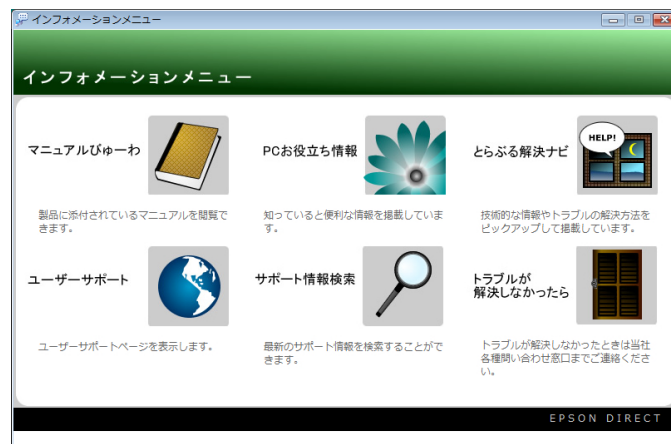 インフォメーションメニュー
インフォメーションメニュー
マニュアルびゅーわ
製品に添付されているマニュアルを閲覧で
きます。
PCお役立ち情報
知っていると便利な情報を掲載していま
す。
とらぶる解決ナビ
HELP!
技術的な情報やトラブルの解決方法を
ピックアップして掲載しています。
ユーザーサポート
ユーザーサポートページを表示します。
サポート情報検索
最新のサポート情報を検索することがで
きます。
トラブルが
解決しなかったら
トラブルが解決しなかったときは当社
各種問い合わせ窓口までご連絡くださ
い。
EPSON DIRECT